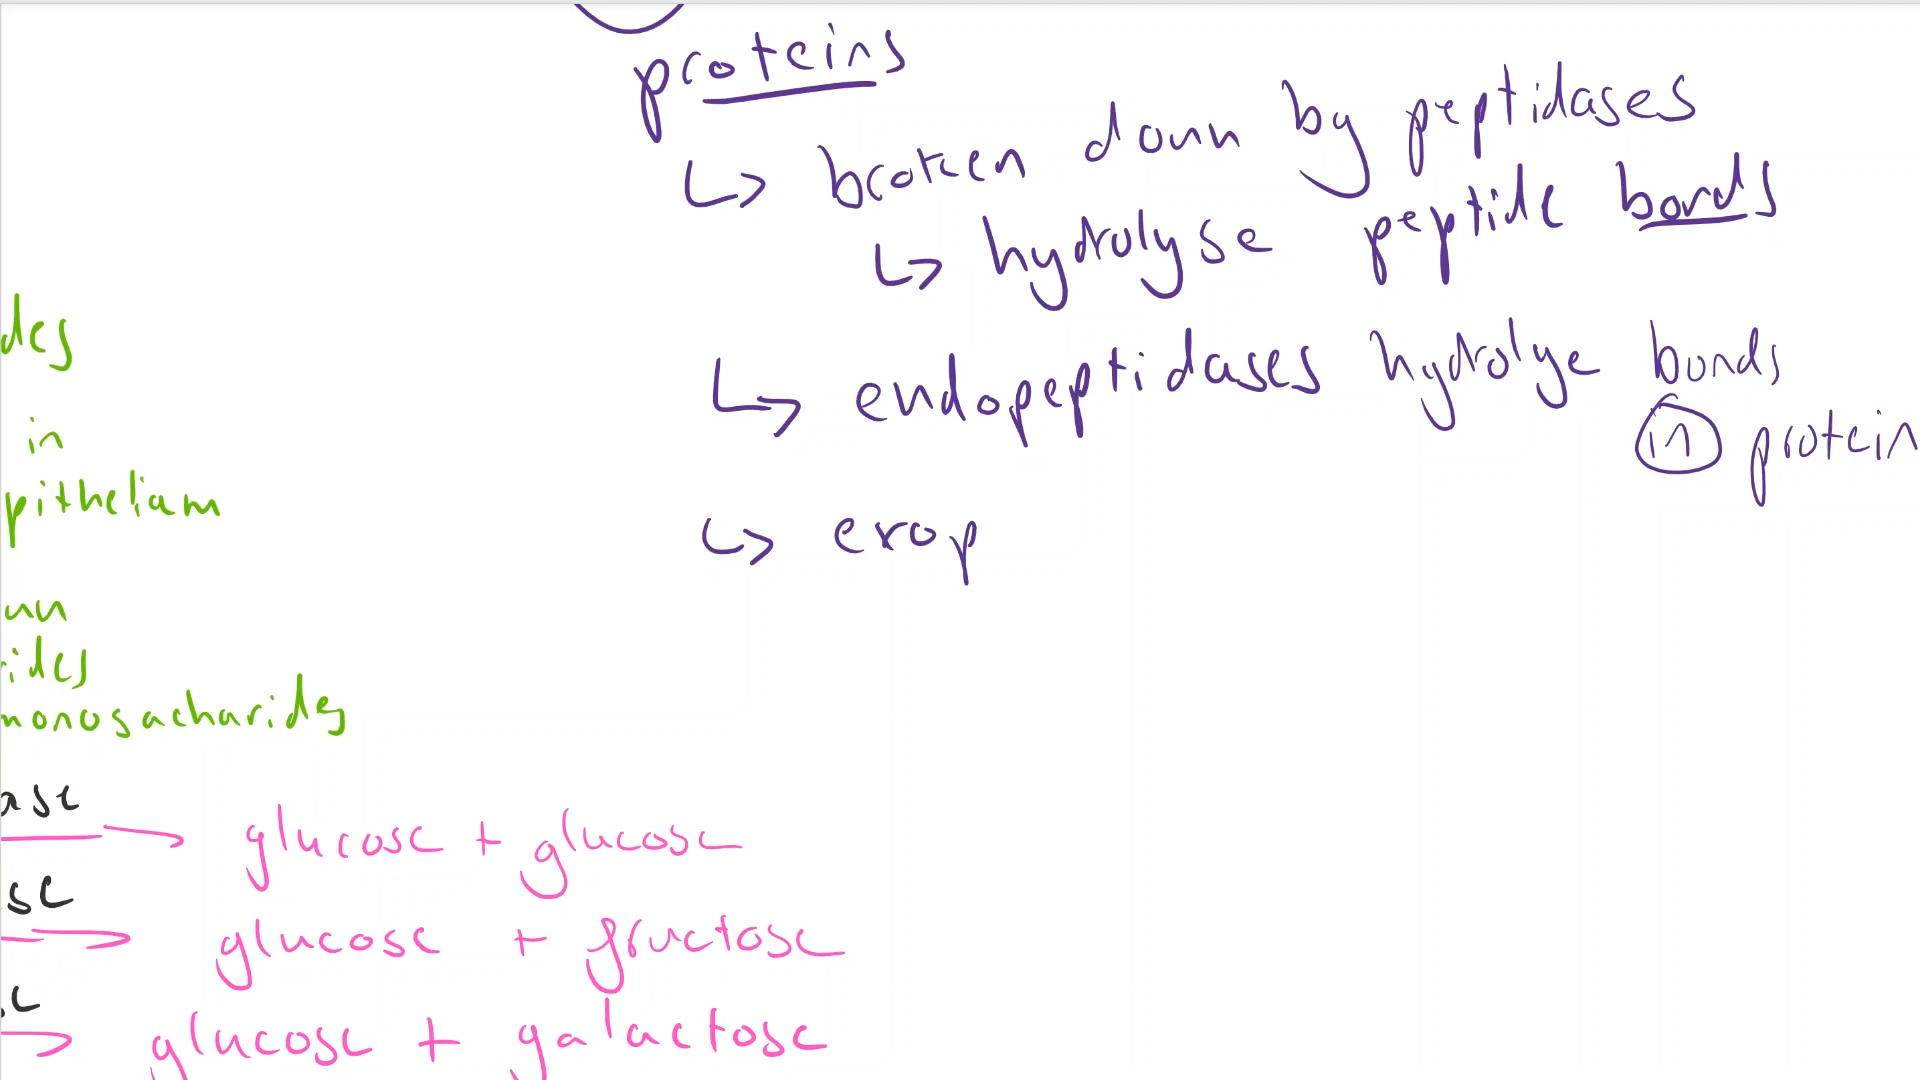 proteins
↳ broken down by peptidases
↳ hydrolyse peptide bonds
↳ endopeptidases hydrolye bonds
in protein
↳ exop
des
in
pithelium
wn
ides
monosacharides
ase
glucose + glucose
se
glucose + fructose
glucose + galactose